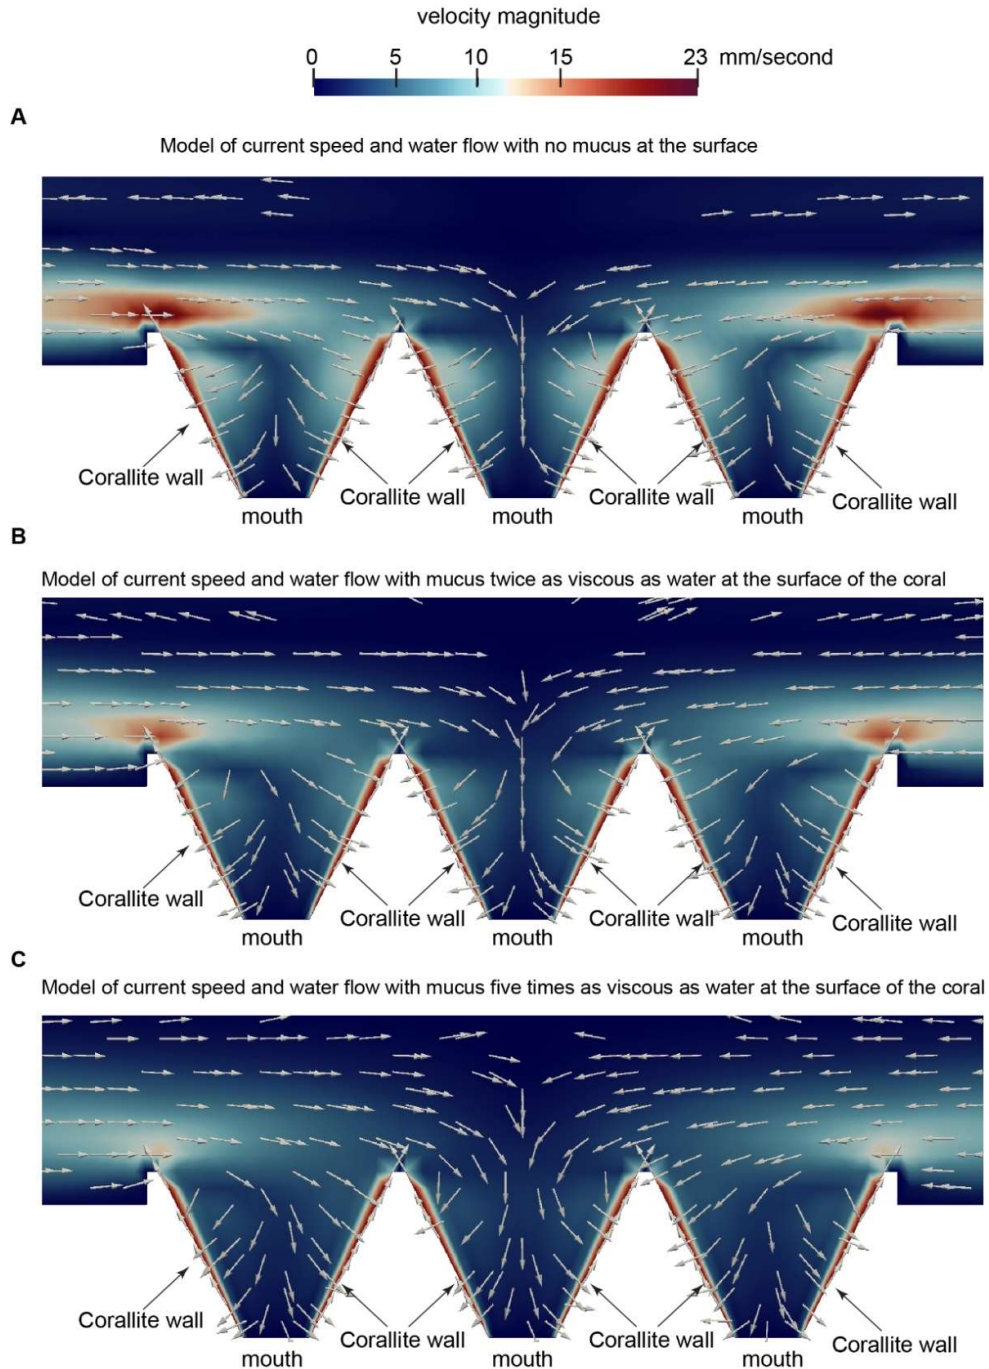 velocity magnitude
0 5 10 15 23 mm/second
A
Model of current speed and water flow with no mucus at the surface
Corallite wall Corallite wall Corallite wall Corallite wall
mouth mouth mouth
B
Model of current speed and water flow with mucus twice as viscous as water at the surface of the coral
Corallite wall Corallite wall Corallite wall Corallite wall
mouth mouth mouth
C
Model of current speed and water flow with mucus five times as viscous as water at the surface of the coral
Corallite wall Corallite wall Corallite wall Corallite wall
mouth mouth mouth